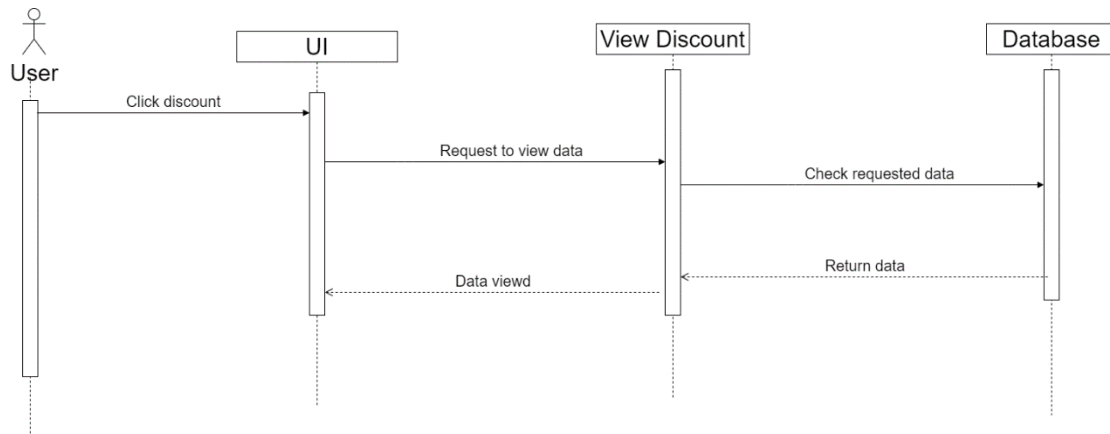 User
UI
View Discount
Database
Click discount
Request to view data
Check requested data
Return data
Data viewd